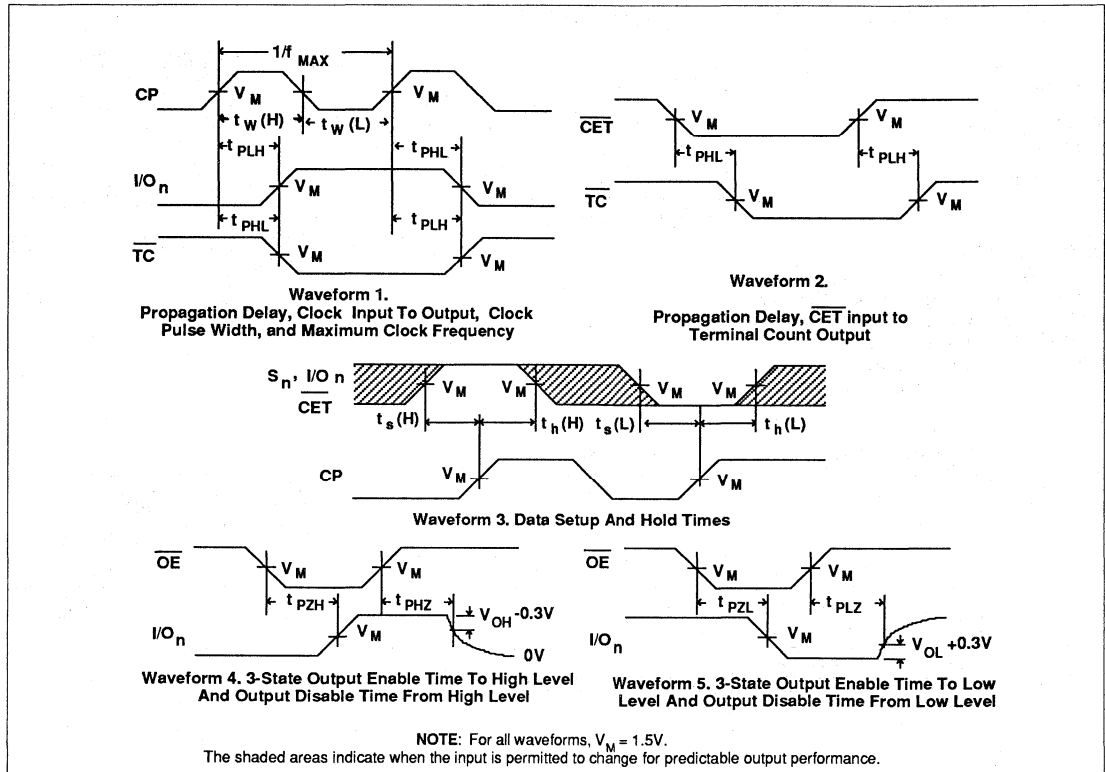 1/f MAX
CP
V M
V M
t W (H)
t W (L)
t PLH
t PHL
I/O n
V M
V M
t PHL
t PLH
TC
V M
V M
Waveform 1.
Propagation Delay, Clock Input To Output, Clock
Pulse Width, and Maximum Clock Frequency
CET
V M
V M
t PHL
t PLH
TC
V M
V M
Waveform 2.
Propagation Delay, CET input to
Terminal Count Output
S n , I/O n
CET
V M
V M
V M
V M
t s (H)
t h (H)
t s (L)
t h (L)
CP
V M
V M
Waveform 3. Data Setup And Hold Times
OE
V M
V M
t PZH
t PHZ
V OH -0.3V
I/O n
V M
0V
Waveform 4. 3-State Output Enable Time To High Level
And Output Disable Time From High Level
OE
V M
V M
t PZL
t PLZ
I/O n
V M
V OL +0.3V
Waveform 5. 3-State Output Enable Time To Low
Level And Output Disable Time From Low Level
NOTE: For all waveforms, V M = 1.5V.
The shaded areas indicate when the input is permitted to change for predictable output performance.